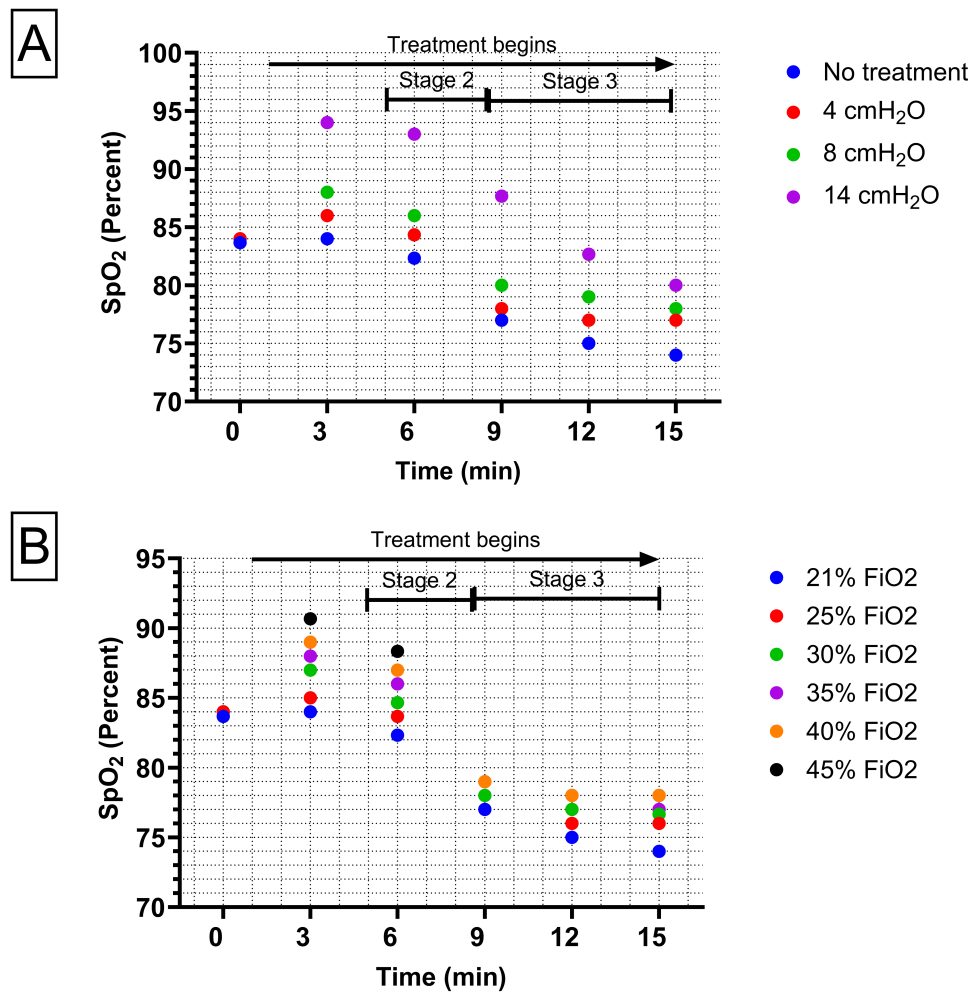 A
Treatment begins
Stage 2
Stage 3
100
95
90
85
80
75
70
SpO₂ (Percent)
0 3 6 9 12 15
Time (min)
No treatment
4 cmH₂O
8 cmH₂O
14 cmH₂O
B
Treatment begins
Stage 2
Stage 3
95
90
85
80
75
70
SpO₂ (Percent)
0 3 6 9 12 15
Time (min)
21% FiO2
25% FiO2
30% FiO2
35% FiO2
40% FiO2
45% FiO2